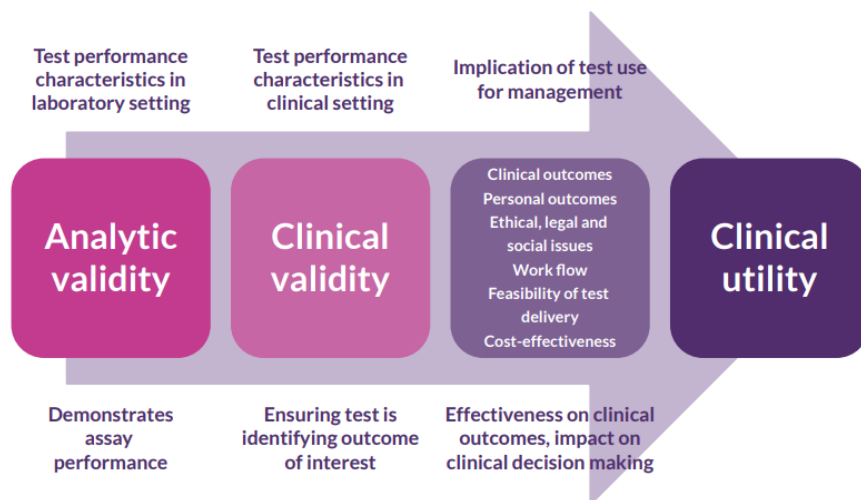 Test performance
characteristics in
laboratory setting
Test performance
characteristics in
clinical setting
Implication of test use
for management
Analytic
validity
Clinical
validity
Clinical outcomes
Personal outcomes
Ethical, legal and
social issues
Work flow
Feasibility of test
delivery
Cost-effectiveness
Clinical
utility
Demonstrates
assay
performance
Ensuring test is
identifying outcome
of interest
Effectiveness on clinical
outcomes, impact on
clinical decision making